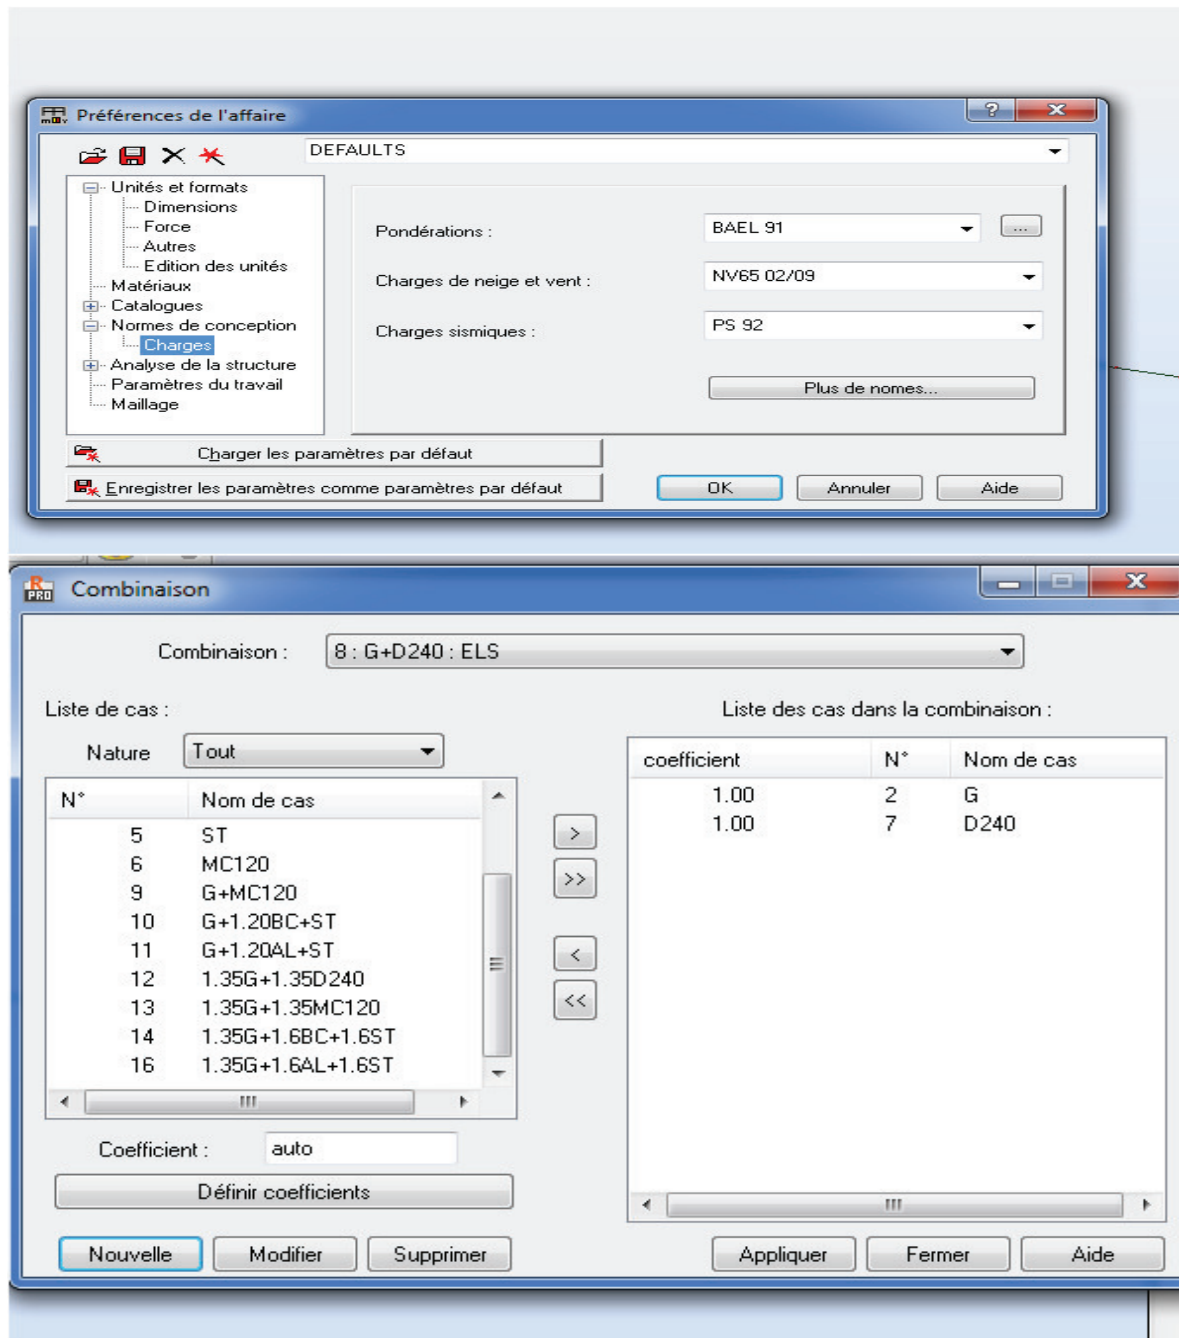 Préférences de l'affaire
DEFAULTS
Unités et formats
Dimensions
Force
Autres
Edition des unités
Matériaux
Catalogues
Normes de conception
Charges
Analyse de la structure
Paramètres du travail
Maillage
Pondérations :
BAEL 91
...
Charges de neige et vent :
NV65 02/09
Charges sismiques :
PS 92
Plus de nomes...
Charger les paramètres par défaut
Enregistrer les paramètres comme paramètres par défaut
OK
Annuler
Aide
R PRO
Combinaison
Combinaison :
8 : G+D240 : ELS
Liste de cas :
Nature
Tout
N° Nom de cas
5 ST
6 MC120
9 G+MC120
10 G+1.20BC+ST
11 G+1.20AL+ST
12 1.35G+1.35D240
13 1.35G+1.35MC120
14 1.35G+1.6BC+1.6ST
16 1.35G+1.6AL+1.6ST
>
>>
<
<<
Liste des cas dans la combinaison :
coefficient N° Nom de cas
1.00 2 G
1.00 7 D240
Coefficient :
auto
Définir coefficients
Nouvelle
Modifier
Supprimer
Appliquer
Fermer
Aide